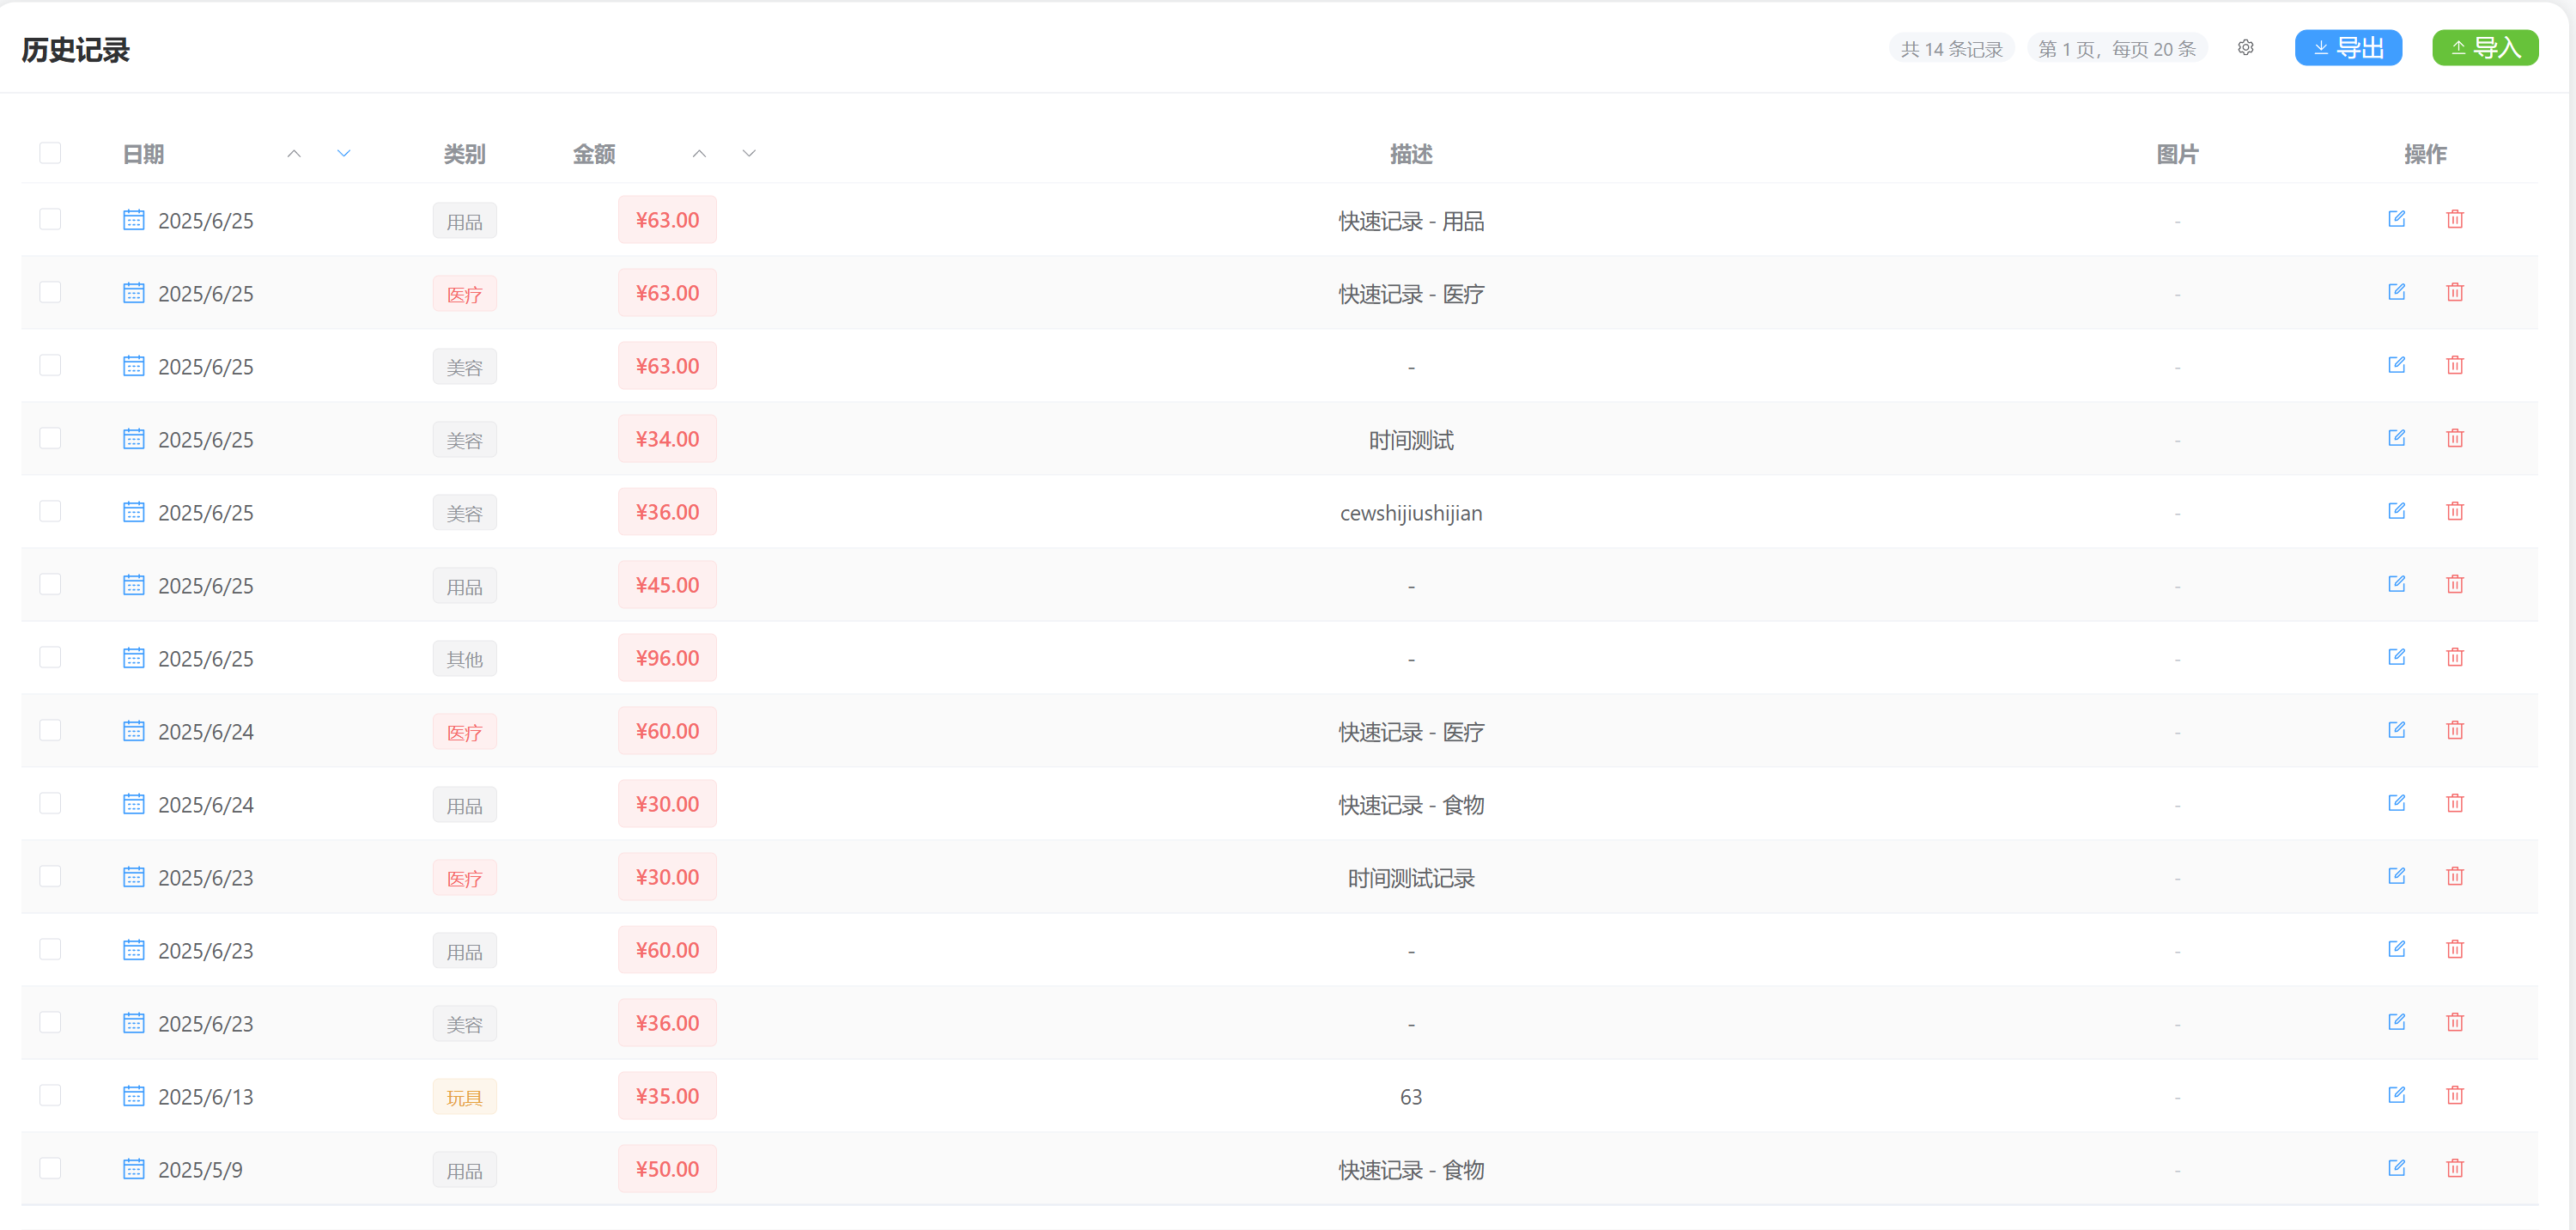 历史记录 共 14 条记录 第 1 页，每页 20 条 导出 导入
日期 类别 金额 描述 图片 操作
2025/6/25 用品 ¥63.00 快速记录 - 用品 -
2025/6/25 医疗 ¥63.00 快速记录 - 医疗 -
2025/6/25 美容 ¥63.00 - -
2025/6/25 美容 ¥34.00 时间测试 -
2025/6/25 美容 ¥36.00 cewshijiushijian -
2025/6/25 用品 ¥45.00 - -
2025/6/25 其他 ¥96.00 - -
2025/6/24 医疗 ¥60.00 快速记录 - 医疗 -
2025/6/24 用品 ¥30.00 快速记录 - 食物 -
2025/6/23 医疗 ¥30.00 时间测试记录 -
2025/6/23 用品 ¥60.00 - -
2025/6/23 美容 ¥36.00 - -
2025/6/13 玩具 ¥35.00 63 -
2025/5/9 用品 ¥50.00 快速记录 - 食物 -